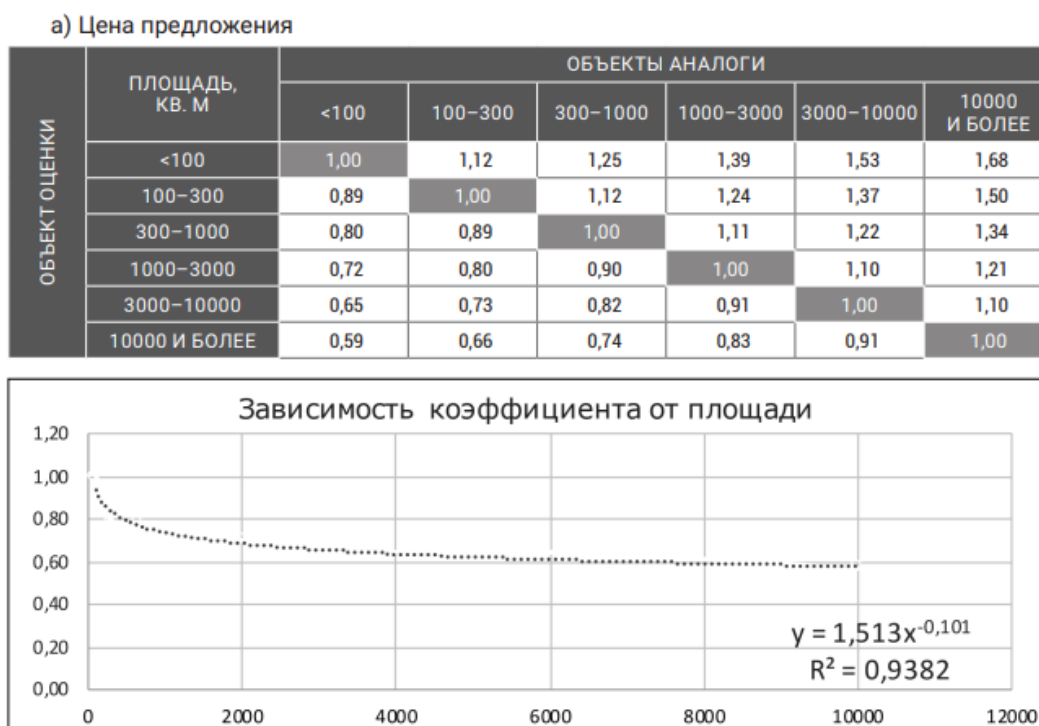 а) Цена предложения
ОБЪЕКТ ОЦЕНКИ
ПЛОЩАДЬ, КВ. М
ОБЪЕКТЫ АНАЛОГИ
<100 100–300 300–1000 1000–3000 3000–10000 10000 И БОЛЕЕ
<100 1,00 1,12 1,25 1,39 1,53 1,68
100–300 0,89 1,00 1,12 1,24 1,37 1,50
300–1000 0,80 0,89 1,00 1,11 1,22 1,34
1000–3000 0,72 0,80 0,90 1,00 1,10 1,21
3000–10000 0,65 0,73 0,82 0,91 1,00 1,10
10000 И БОЛЕЕ 0,59 0,66 0,74 0,83 0,91 1,00
Зависимость коэффициента от площади
1,20
1,00
0,80
0,60
0,40
0,20
0,00
y = 1,513x^-0,101
R² = 0,9382
0 2000 4000 6000 8000 10000 12000